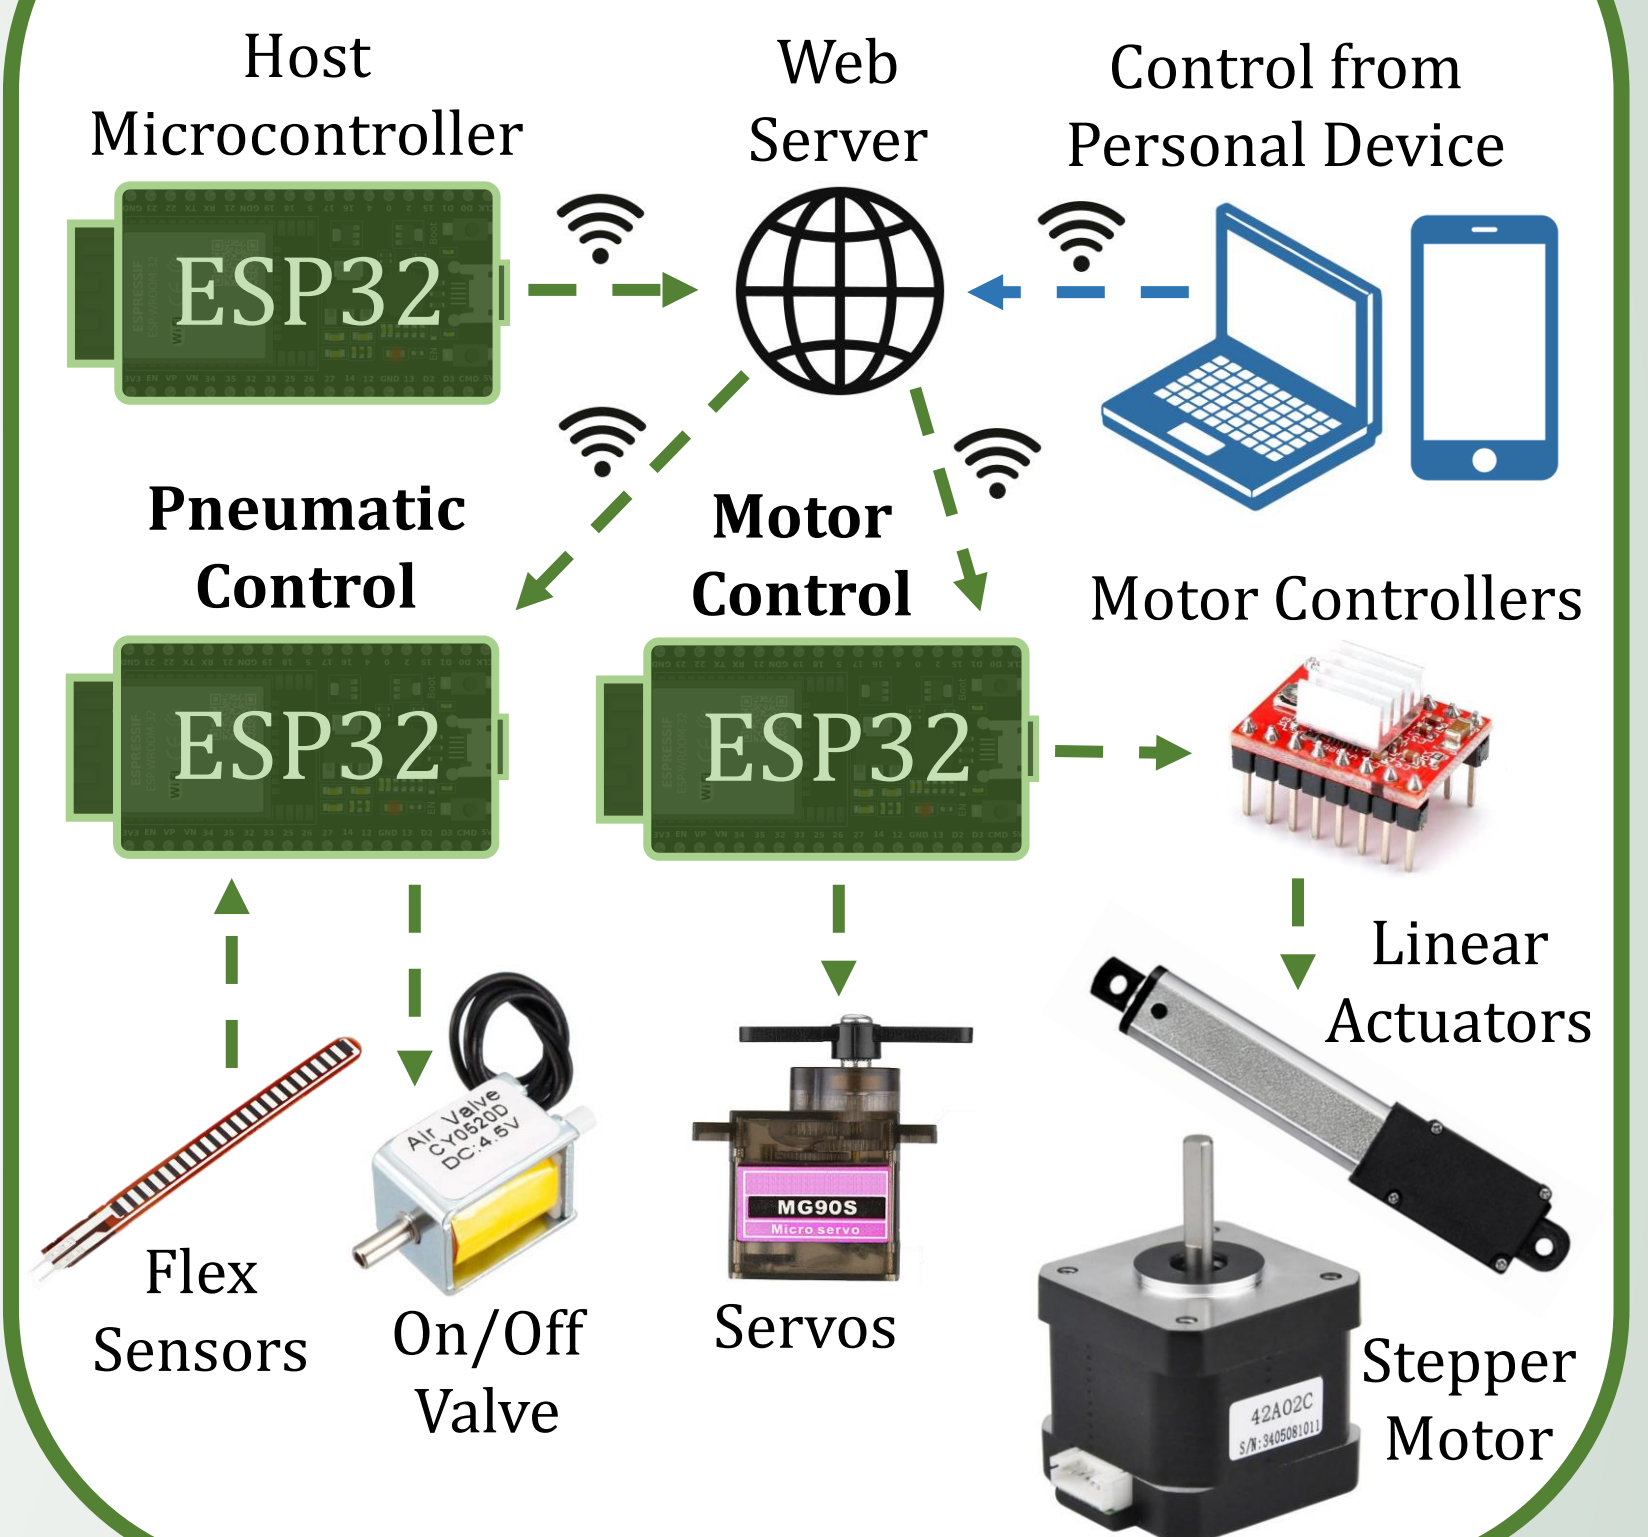 Host
Microcontroller
Web
Server
Control from
Personal Device
ESP32
Pneumatic
Control
Motor
Control
Motor Controllers
ESP32
ESP32
Linear
Actuators
Air Valve
CY0520D
DC:4.5V
MG90S
Micro servo
Flex
Sensors
On/Off
Valve
Servos
Stepper
Motor
42A02C
S/N:3405081011